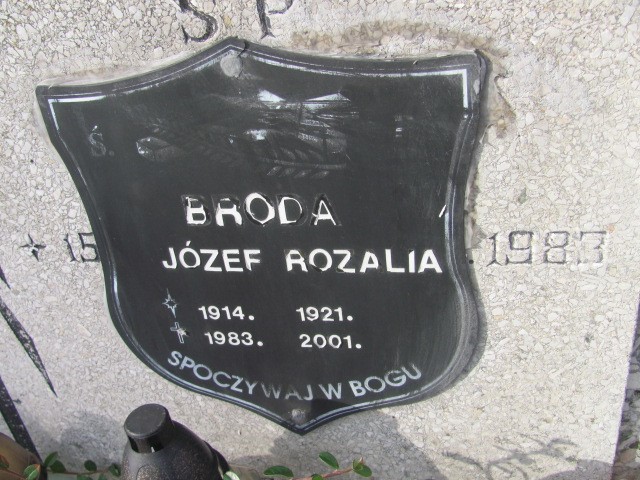 Ś P
Ś.
BRODA
15 1983
JÓZEF ROZALIA
1914. 1921.
1983. 2001.
SPOCZYWAJ W BOGU